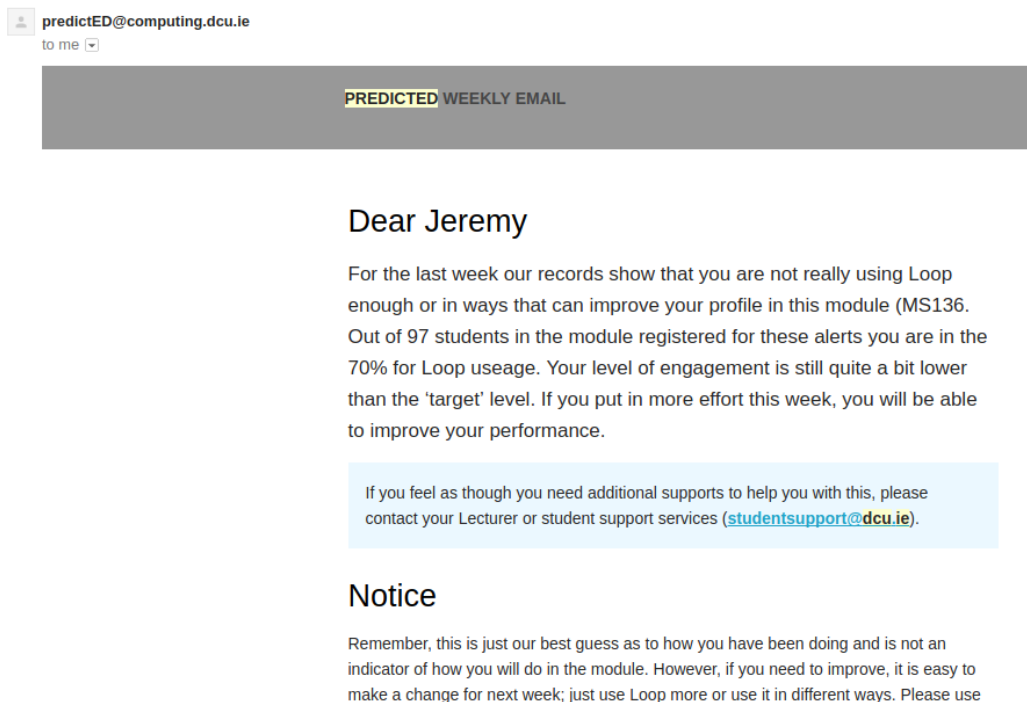 predictED@computing.dcu.ie
to me
PREDICTED WEEKLY EMAIL
Dear Jeremy
For the last week our records show that you are not really using Loop
enough or in ways that can improve your profile in this module (MS136.
Out of 97 students in the module registered for these alerts you are in the
70% for Loop useage. Your level of engagement is still quite a bit lower
than the ‘target’ level. If you put in more effort this week, you will be able
to improve your performance.
If you feel as though you need additional supports to help you with this, please
contact your Lecturer or student support services (studentsupport@dcu.ie).
Notice
Remember, this is just our best guess as to how you have been doing and is not an
indicator of how you will do in the module. However, if you need to improve, it is easy to
make a change for next week; just use Loop more or use it in different ways. Please use